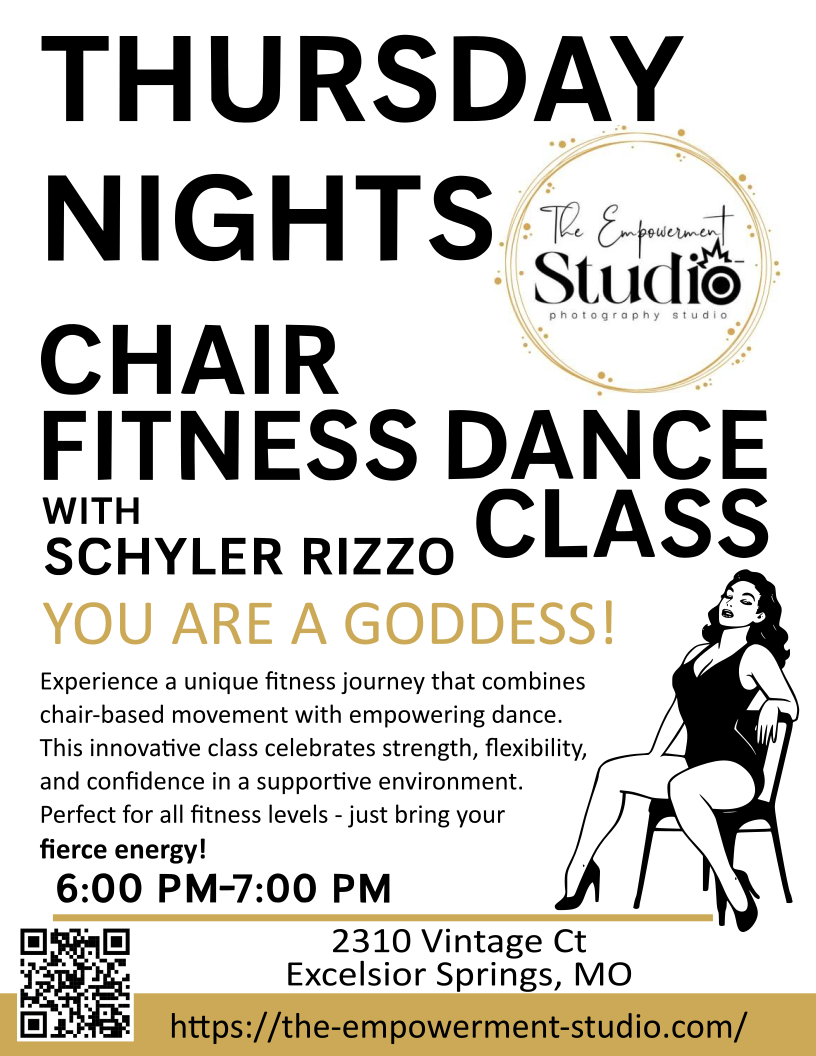 THURSDAY
NIGHTS
The Empowerment
Studio
photography studio
CHAIR
FITNESS DANCE
CLASS
WITH
SCHYLER RIZZO
YOU ARE A GODDESS!
Experience a unique fitness journey that combines
chair-based movement with empowering dance.
This innovative class celebrates strength, flexibility,
and confidence in a supportive environment.
Perfect for all fitness levels - just bring your
fierce energy!
6:00 PM-7:00 PM
2310 Vintage Ct
Excelsior Springs, MO
https://the-empowerment-studio.com/